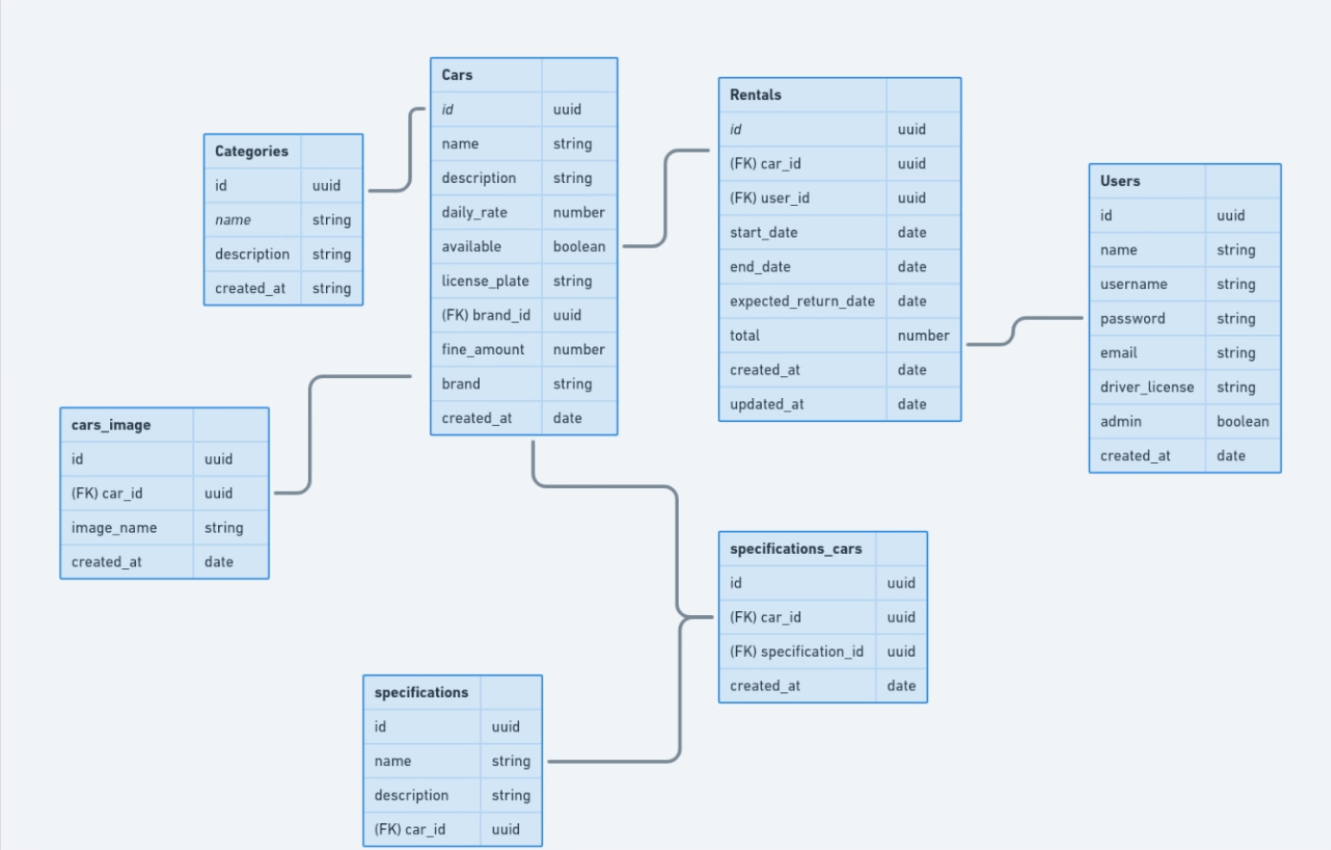 Cars
id uuid
name string
description string
daily_rate number
available boolean
license_plate string
(FK) brand_id uuid
fine_amount number
brand string
created_at date
Rentals
id uuid
(FK) car_id uuid
(FK) user_id uuid
start_date date
end_date date
expected_return_date date
total number
created_at date
updated_at date
Categories
id uuid
name string
description string
created_at string
Users
id uuid
name string
username string
password string
email string
driver_license string
admin boolean
created_at date
cars_image
id uuid
(FK) car_id uuid
image_name string
created_at date
specifications_cars
id uuid
(FK) car_id uuid
(FK) specification_id uuid
created_at date
specifications
id uuid
name string
description string
(FK) car_id uuid